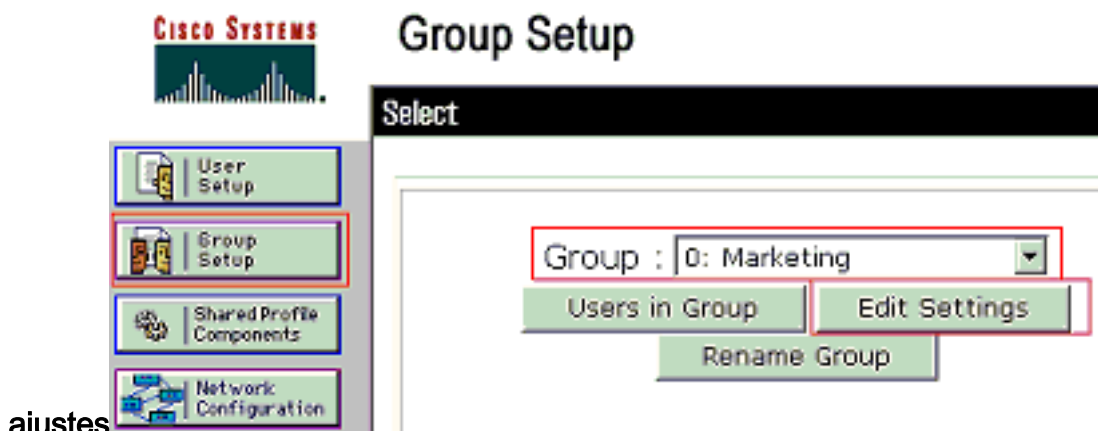 CISCO SYSTEMS
Group Setup
Select
User
Setup
Group
Setup
Shared Profile
Components
Network
Configuration
Group : 0: Marketing
Users in Group
Edit Settings
Rename Group
ajustes